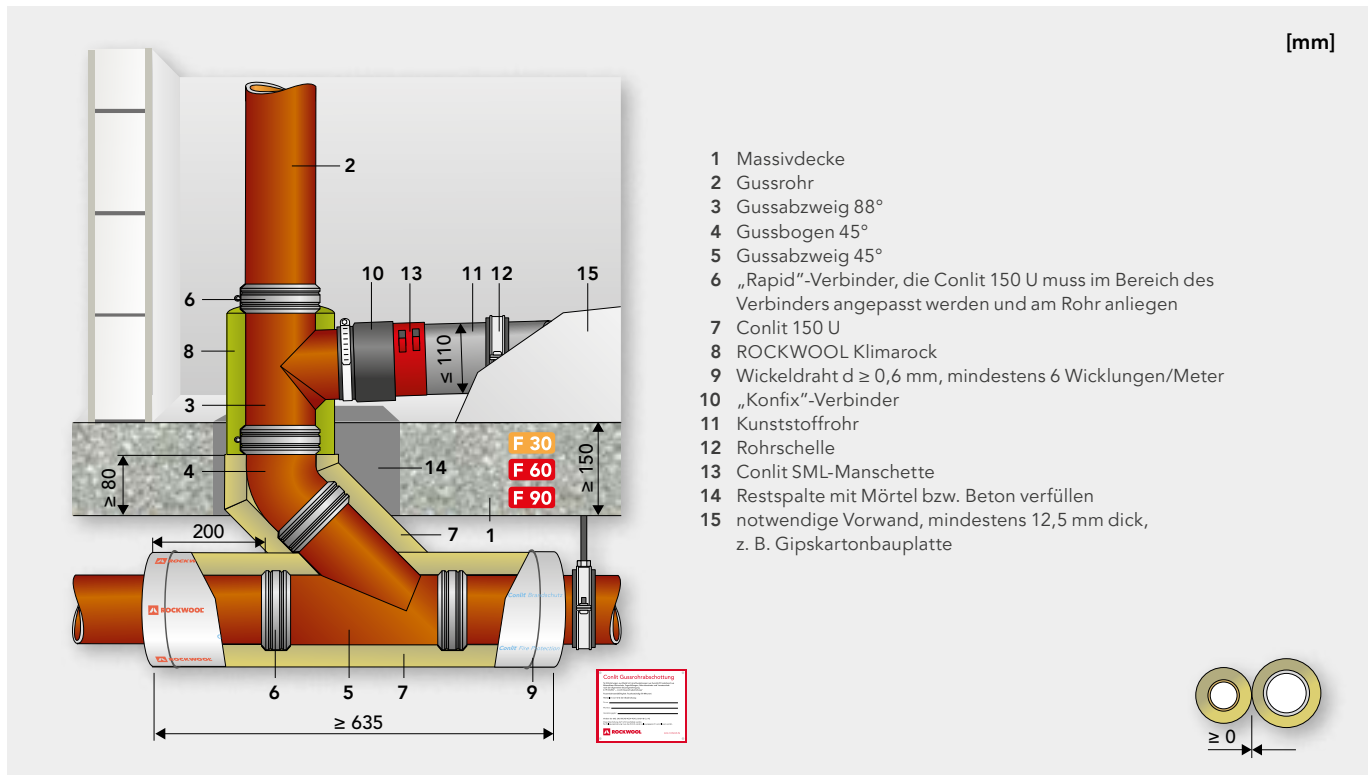 [mm]
2
10 13 11 12 15
6
8
≤ 110
3
4
≥ 80
14
F 30
F 60
F 90
≥ 150
200
7
1
ROCKWOOL
ROCKWOOL
Conlit Fire Protection
6 5 7 9
≥ 635
Conlit Gussrohrabschottung
ROCKWOOL
1 Massivdecke
2 Gussrohr
3 Gussabzweig 88°
4 Gussbogen 45°
5 Gussabzweig 45°
6 „Rapid”-Verbinder, die Conlit 150 U muss im Bereich des
Verbinders angepasst werden und am Rohr anliegen
7 Conlit 150 U
8 ROCKWOOL Klimarock
9 Wickeldraht d ≥ 0,6 mm, mindestens 6 Wicklungen/Meter
10 „Konfix”-Verbinder
11 Kunststoffrohr
12 Rohrschelle
13 Conlit SML-Manschette
14 Restspalte mit Mörtel bzw. Beton verfüllen
15 notwendige Vorwand, mindestens 12,5 mm dick,
z. B. Gipskartonbauplatte
≥ 0